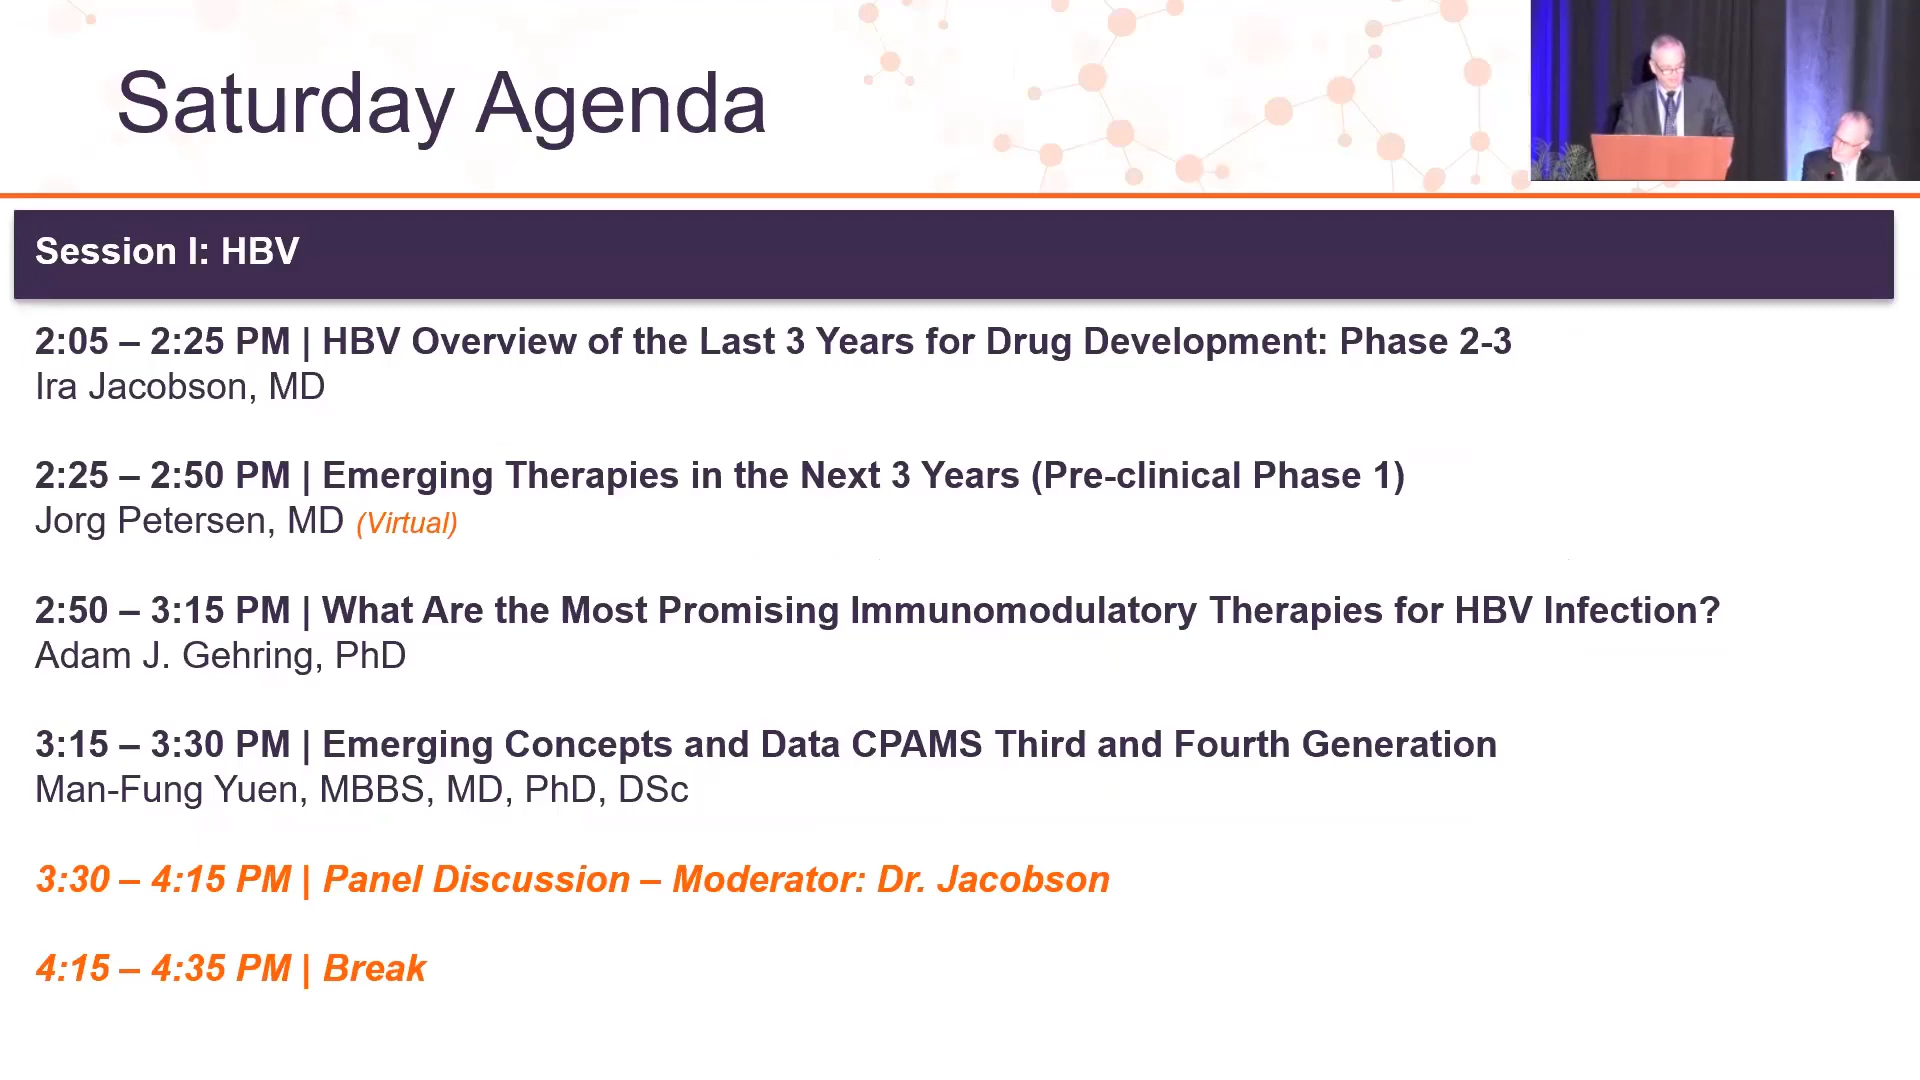 Saturday Agenda
Session I: HBV
2:05 – 2:25 PM | HBV Overview of the Last 3 Years for Drug Development: Phase 2-3
Ira Jacobson, MD
2:25 – 2:50 PM | Emerging Therapies in the Next 3 Years (Pre-clinical Phase 1)
Jorg Petersen, MD (Virtual)
2:50 – 3:15 PM | What Are the Most Promising Immunomodulatory Therapies for HBV Infection?
Adam J. Gehring, PhD
3:15 – 3:30 PM | Emerging Concepts and Data CPAMS Third and Fourth Generation
Man-Fung Yuen, MBBS, MD, PhD, DSc
3:30 – 4:15 PM | Panel Discussion – Moderator: Dr. Jacobson
4:15 – 4:35 PM | Break